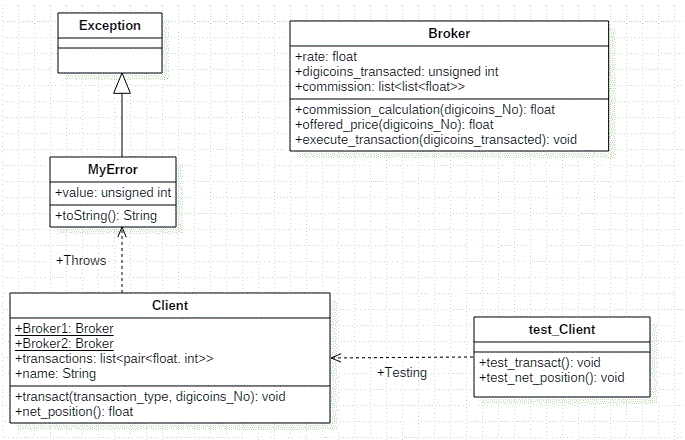 Exception
Broker
+rate: float
+digicoins_transacted: unsigned int
+commission: list<list<float>>
+commission_calculation(digicoins_No): float
+offered_price(digicoins_No): float
+execute_transaction(digicoins_transacted): void
MyError
+value: unsigned int
+toString(): String
+Throws
Client
+Broker1: Broker
+Broker2: Broker
+transactions: list<pair<float. int>>
+name: String
+transact(transaction_type, digicoins_No): void
+net_position(): float
test_Client
+test_transact(): void
+test_net_position(): void
+Testing